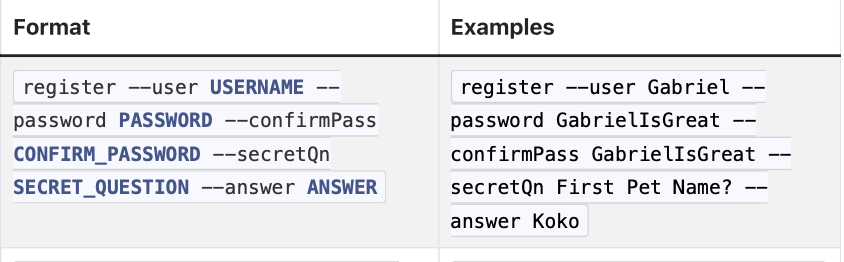 Format
Examples
register --user USERNAME --
password PASSWORD --confirmPass
CONFIRM_PASSWORD --secretQn
SECRET_QUESTION --answer ANSWER
register --user Gabriel --
password GabrielIsGreat --
confirmPass GabrielIsGreat --
secretQn First Pet Name? --
answer Koko